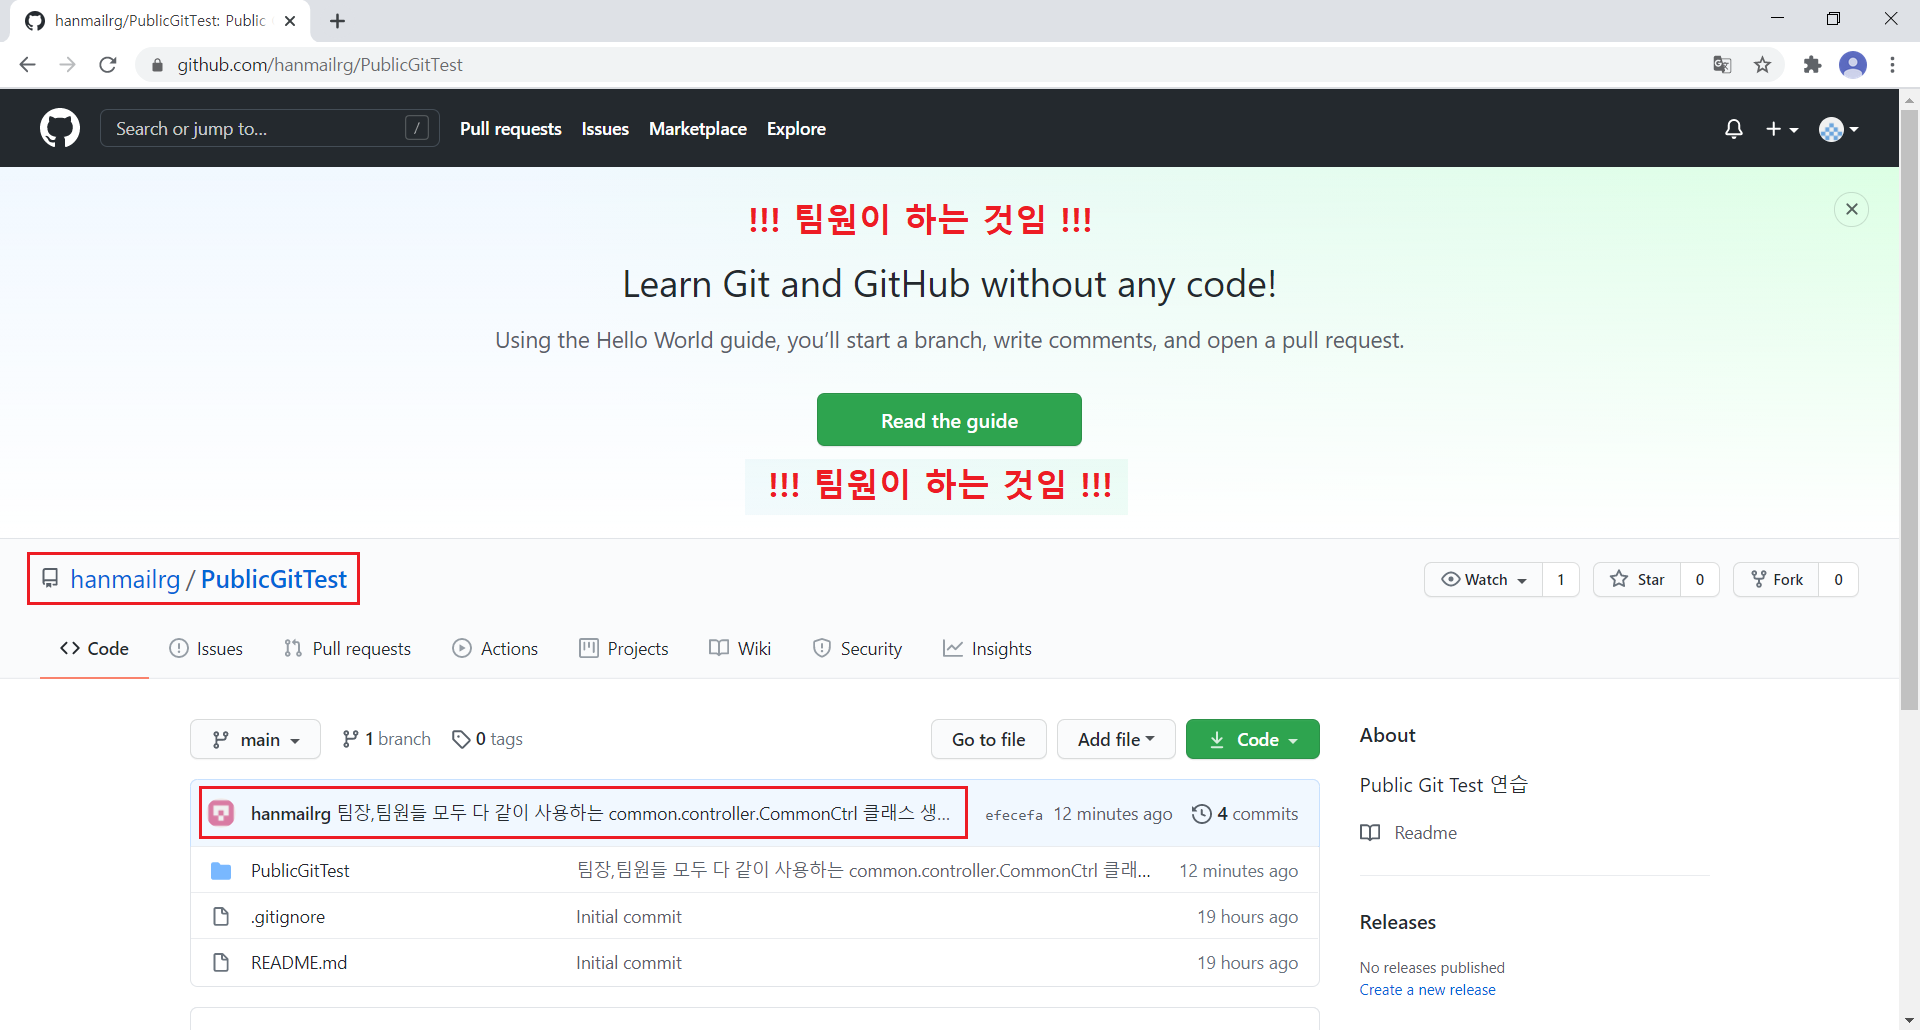 hanmailrg/PublicGitTest: Public
github.com/hanmailrg/PublicGitTest
Search or jump to... /
Pull requests Issues Marketplace Explore
!!! 팀원이 하는 것임 !!!
Learn Git and GitHub without any code!
Using the Hello World guide, you’ll start a branch, write comments, and open a pull request.
Read the guide
!!! 팀원이 하는 것임 !!!
hanmailrg / PublicGitTest
Watch 1 Star 0 Fork 0
Code Issues Pull requests Actions Projects Wiki Security Insights
main 1 branch 0 tags Go to file Add file Code
hanmailrg 팀장,팀원들 모두 다 같이 사용하는 common.controller.CommonCtrl 클래스 생... efecefa 12 minutes ago 4 commits
PublicGitTest 팀장,팀원들 모두 다 같이 사용하는 common.controller.CommonCtrl 클래... 12 minutes ago
.gitignore Initial commit 19 hours ago
README.md Initial commit 19 hours ago
About
Public Git Test 연습
Readme
Releases
No releases published
Create a new release